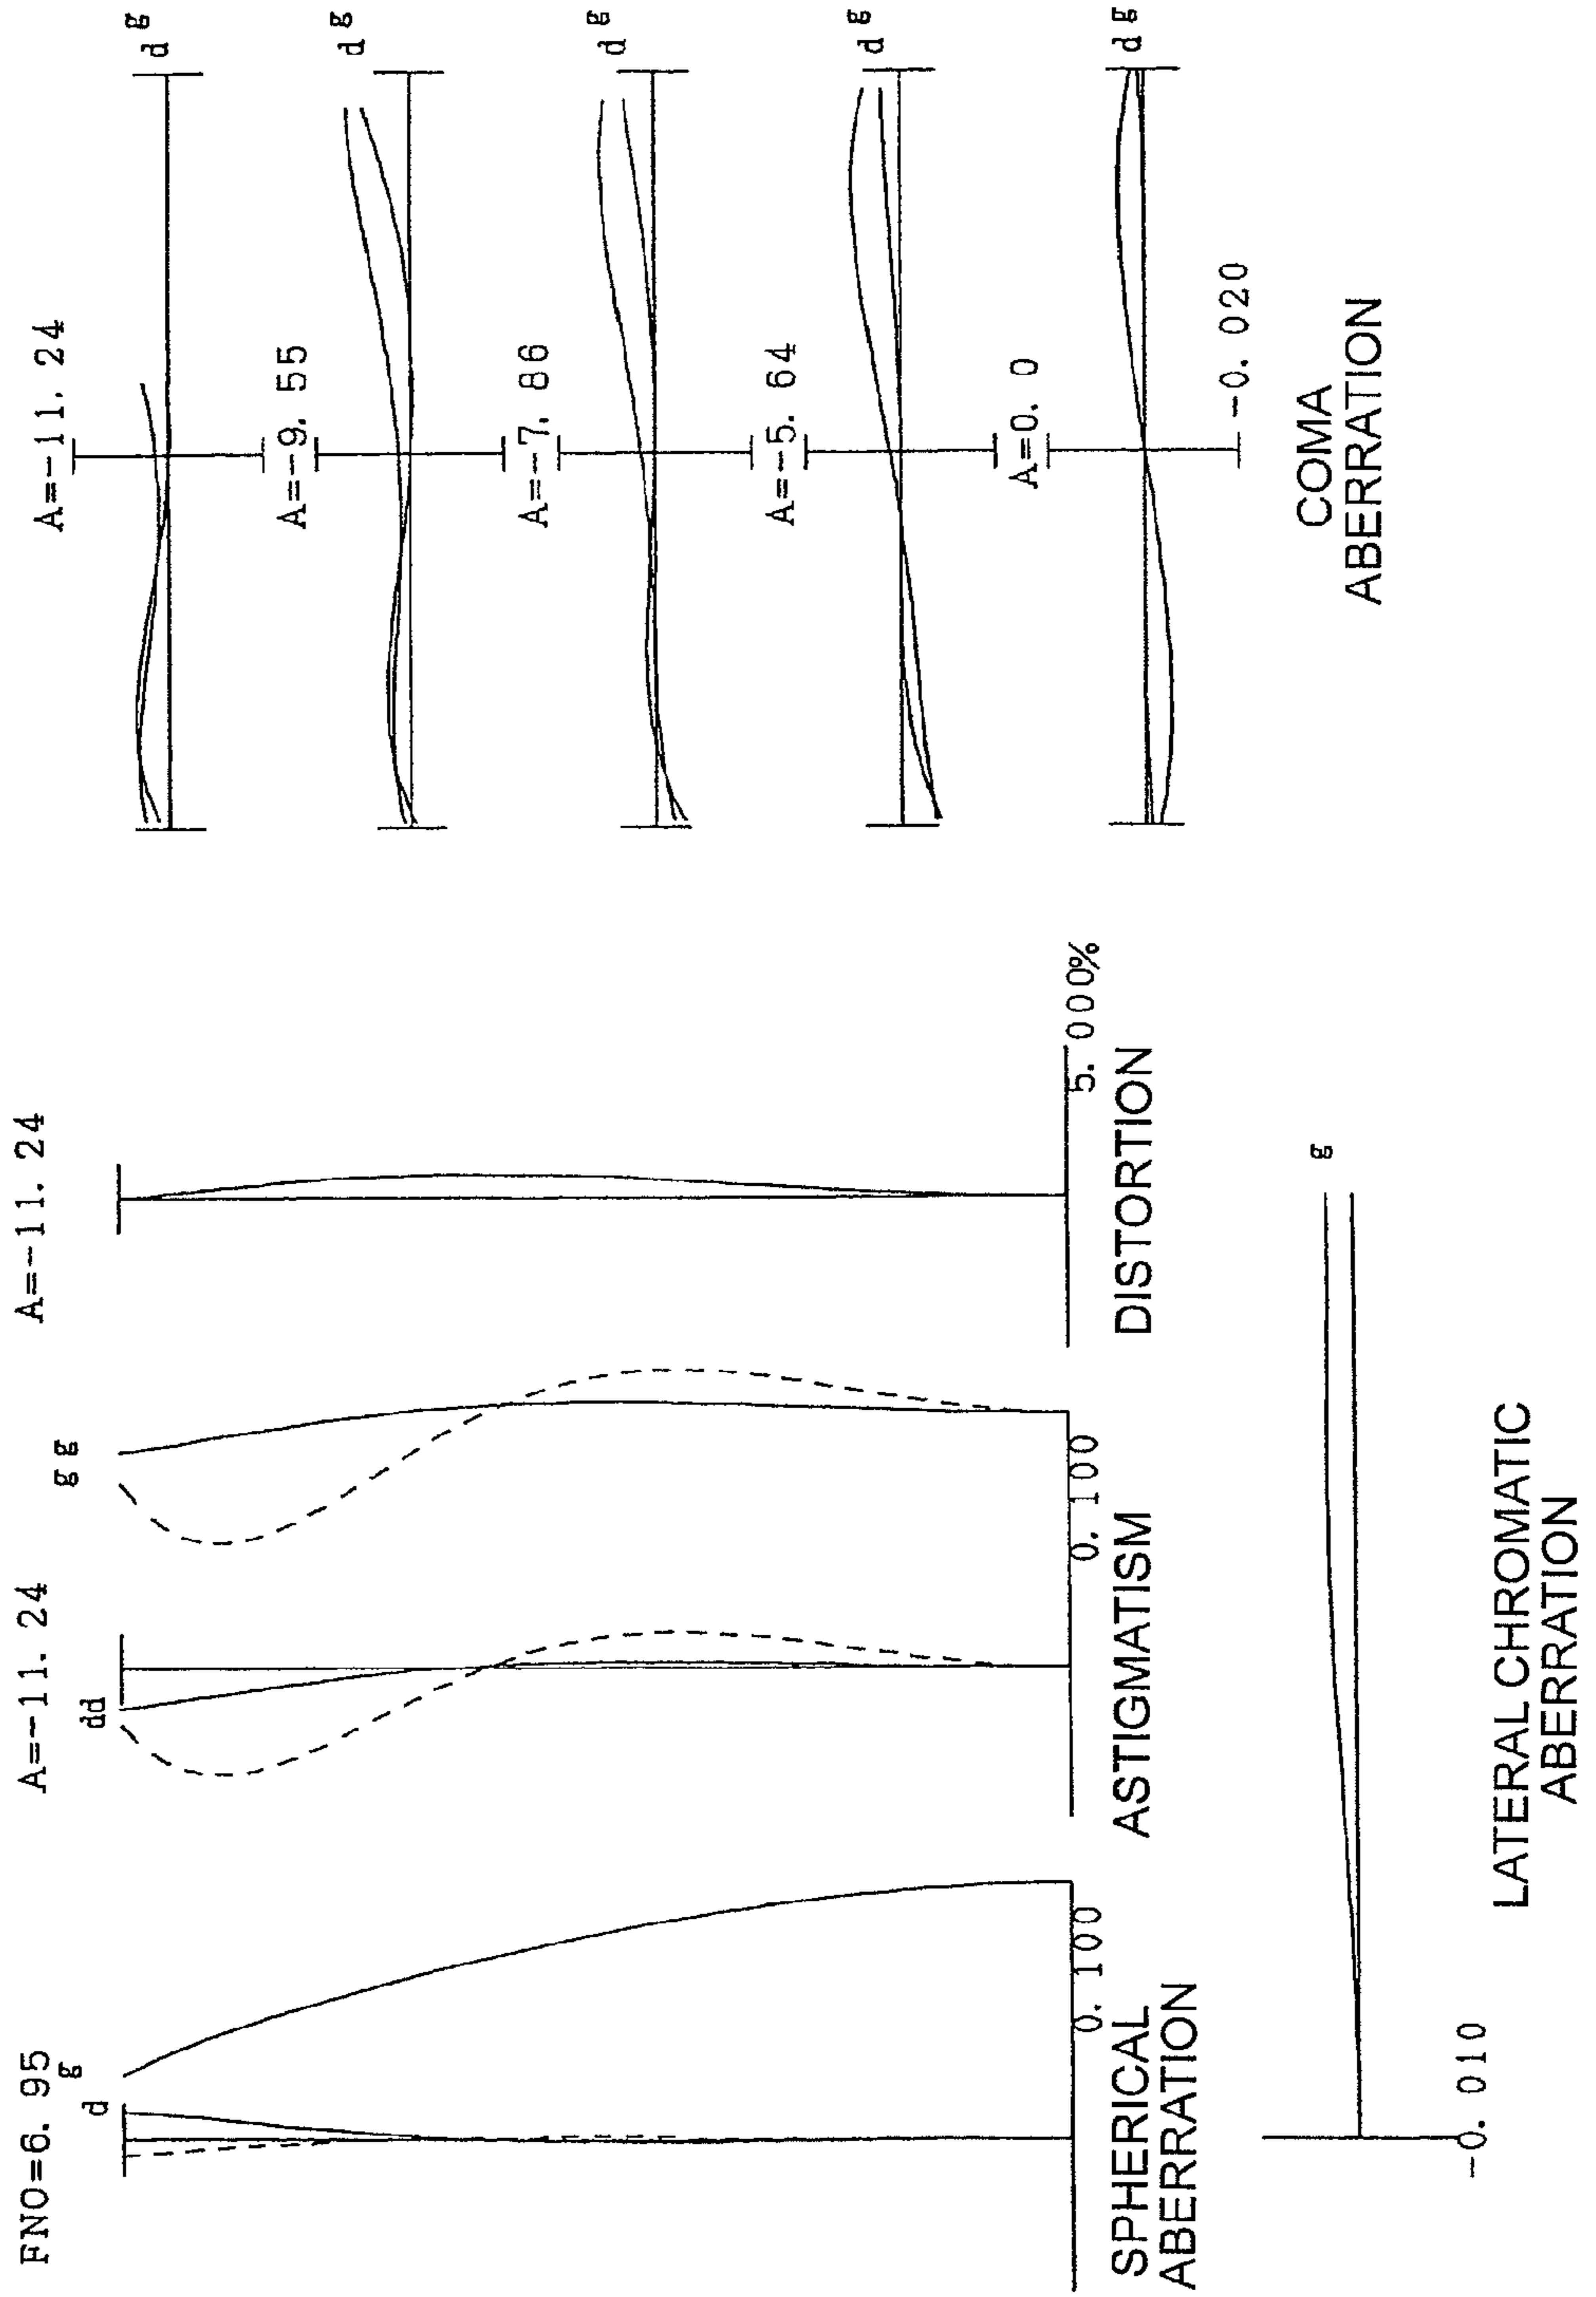 FNO=6.95
d
g
0.100
SPHERICAL
ABERRATION
A=-11.24
dd
g g
0.100
ASTIGMATISM
A=-11.24
5.000%
DISTORTION
g
-0.010
LATERAL CHROMATIC
ABERRATION
A=-11.24
d g
A=-9.55
d g
A=-7.86
d g
A=-5.64
d g
A=0.0
d g
-0.020
COMA
ABERRATION